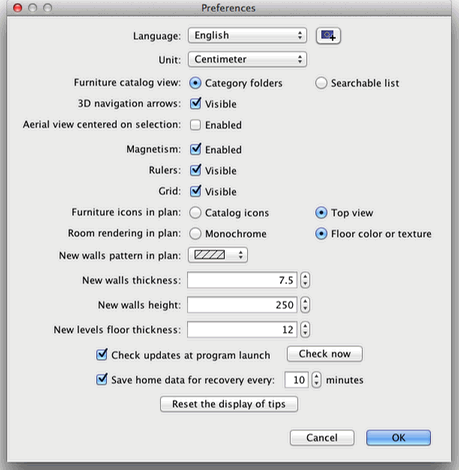 Preferences
Language: English
Unit: Centimeter
Furniture catalog view: Category folders Searchable list
3D navigation arrows: Visible
Aerial view centered on selection: Enabled
Magnetism: Enabled
Rulers: Visible
Grid: Visible
Furniture icons in plan: Catalog icons Top view
Room rendering in plan: Monochrome Floor color or texture
New walls pattern in plan:
New walls thickness: 7.5
New walls height: 250
New levels floor thickness: 12
Check updates at program launch Check now
Save home data for recovery every: 10 minutes
Reset the display of tips
Cancel OK